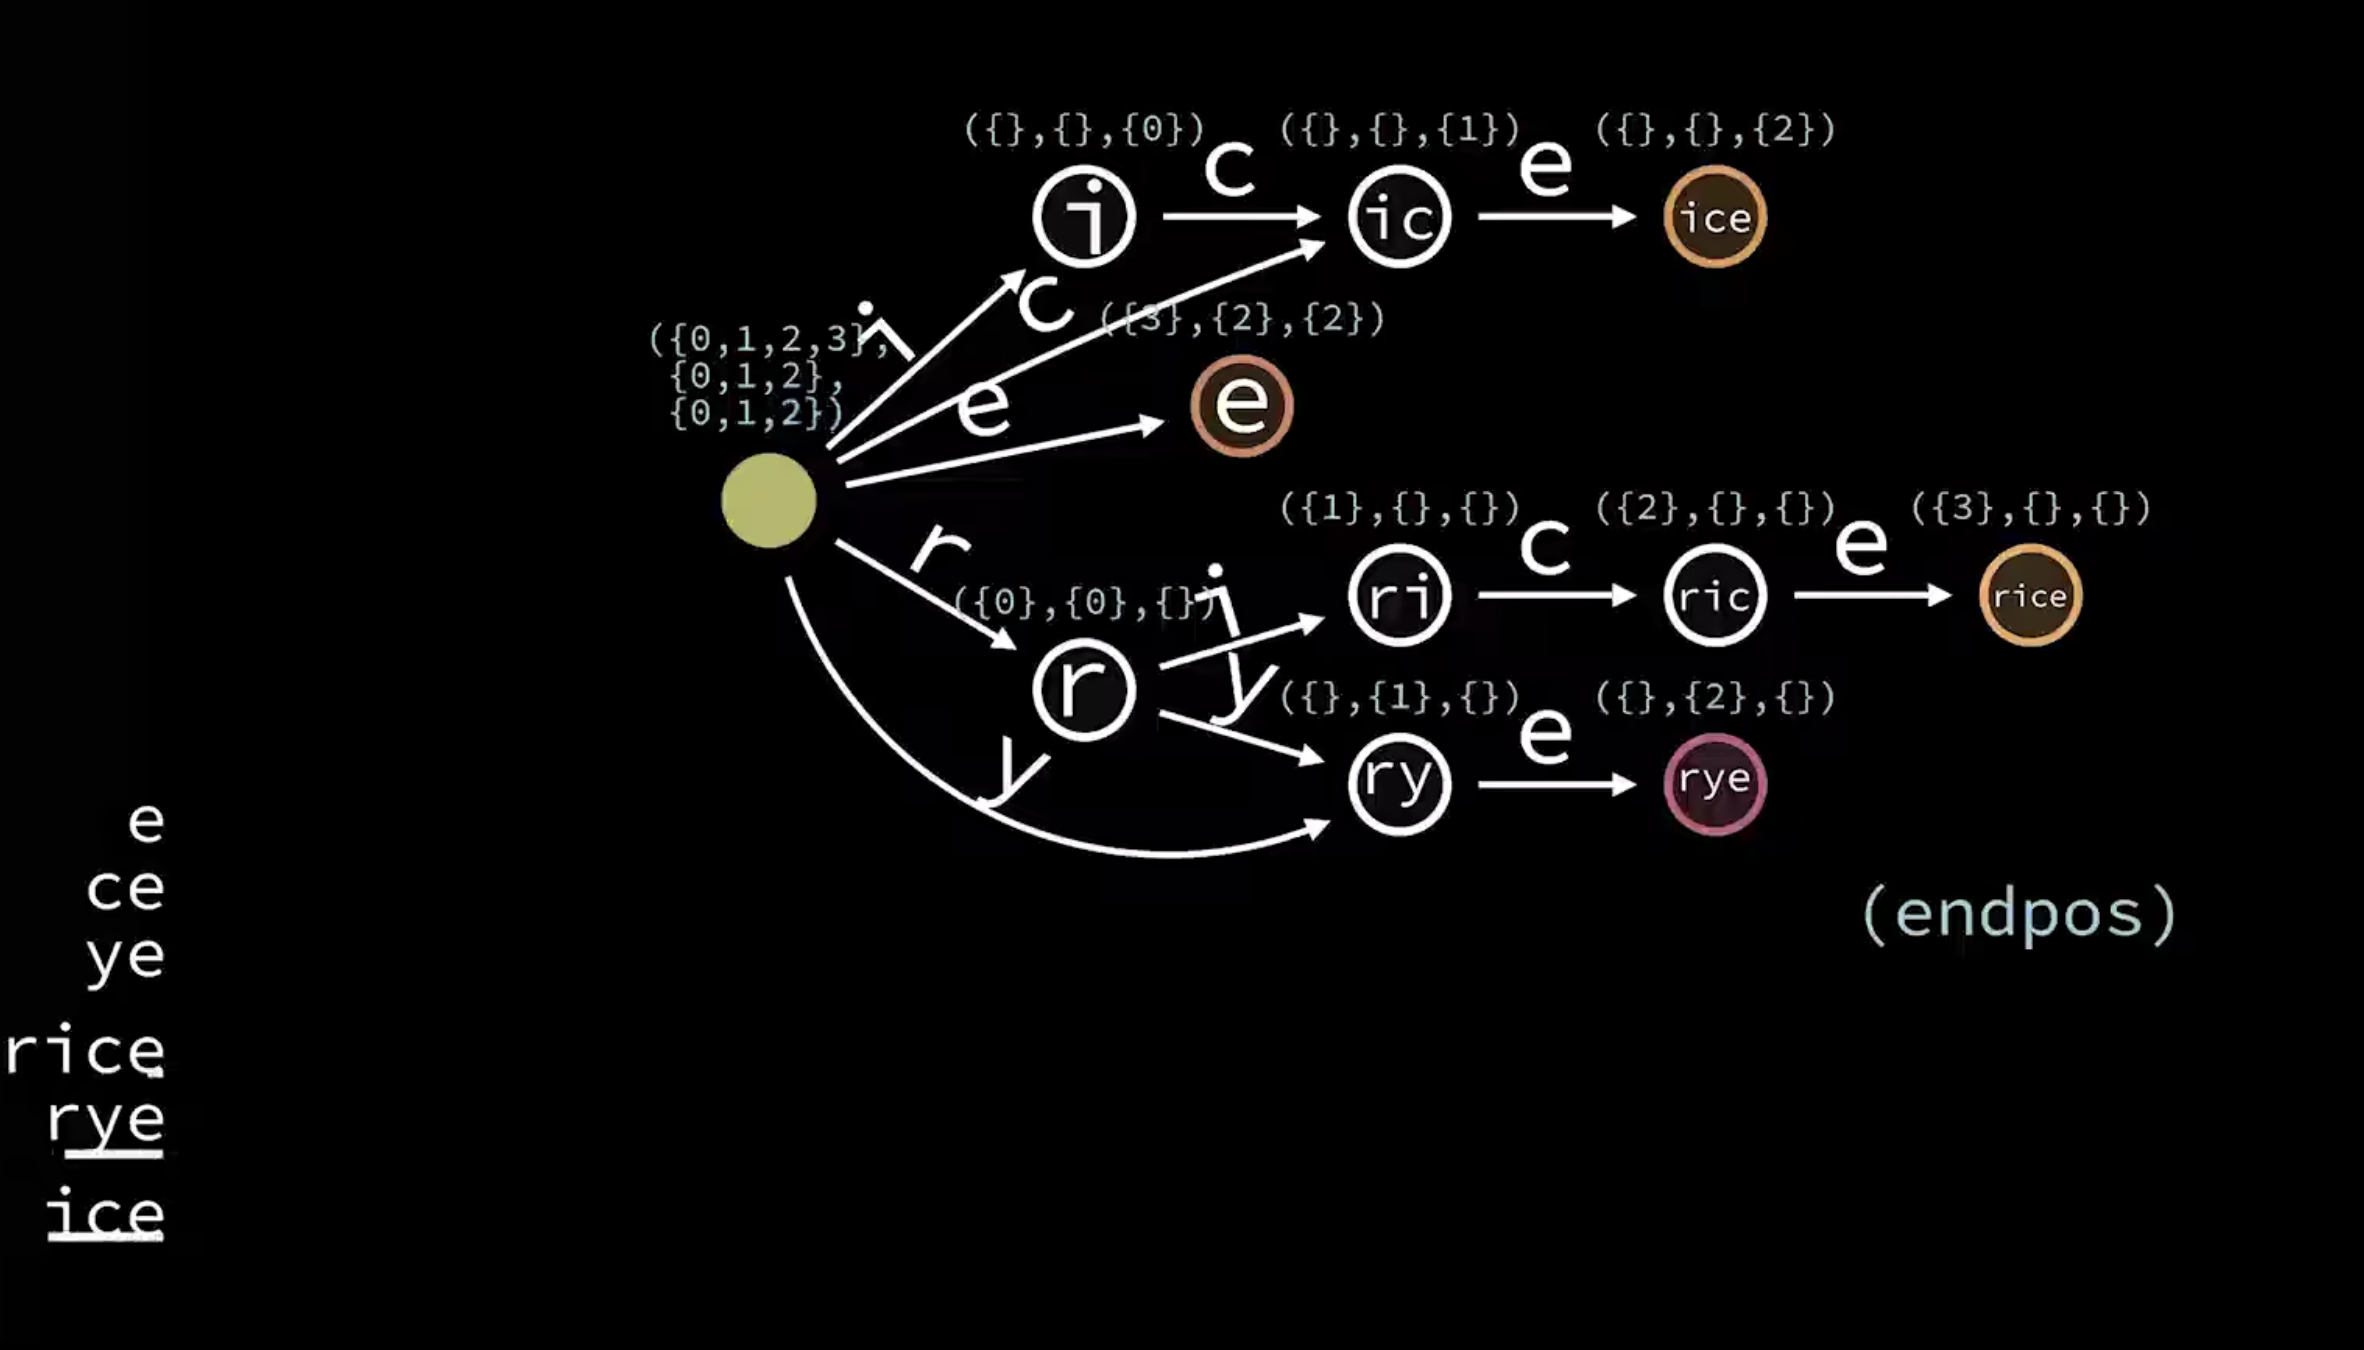 ({},{},{0})
c
({},{},{1})
e
({},{},{2})
i
ic
ice
i
c
({3},{2},{2})
({0,1,2,3},
{0,1,2},
{0,1,2})
e
e
r
({0},{0},{})
i
({1},{},{})
c
({2},{},{})
e
({3},{},{})
ri
ric
rice
r
y
({},{1},{})
e
({},{2},{})
y
ry
rye
e
ce
ye
rice
rye
ice
(endpos)